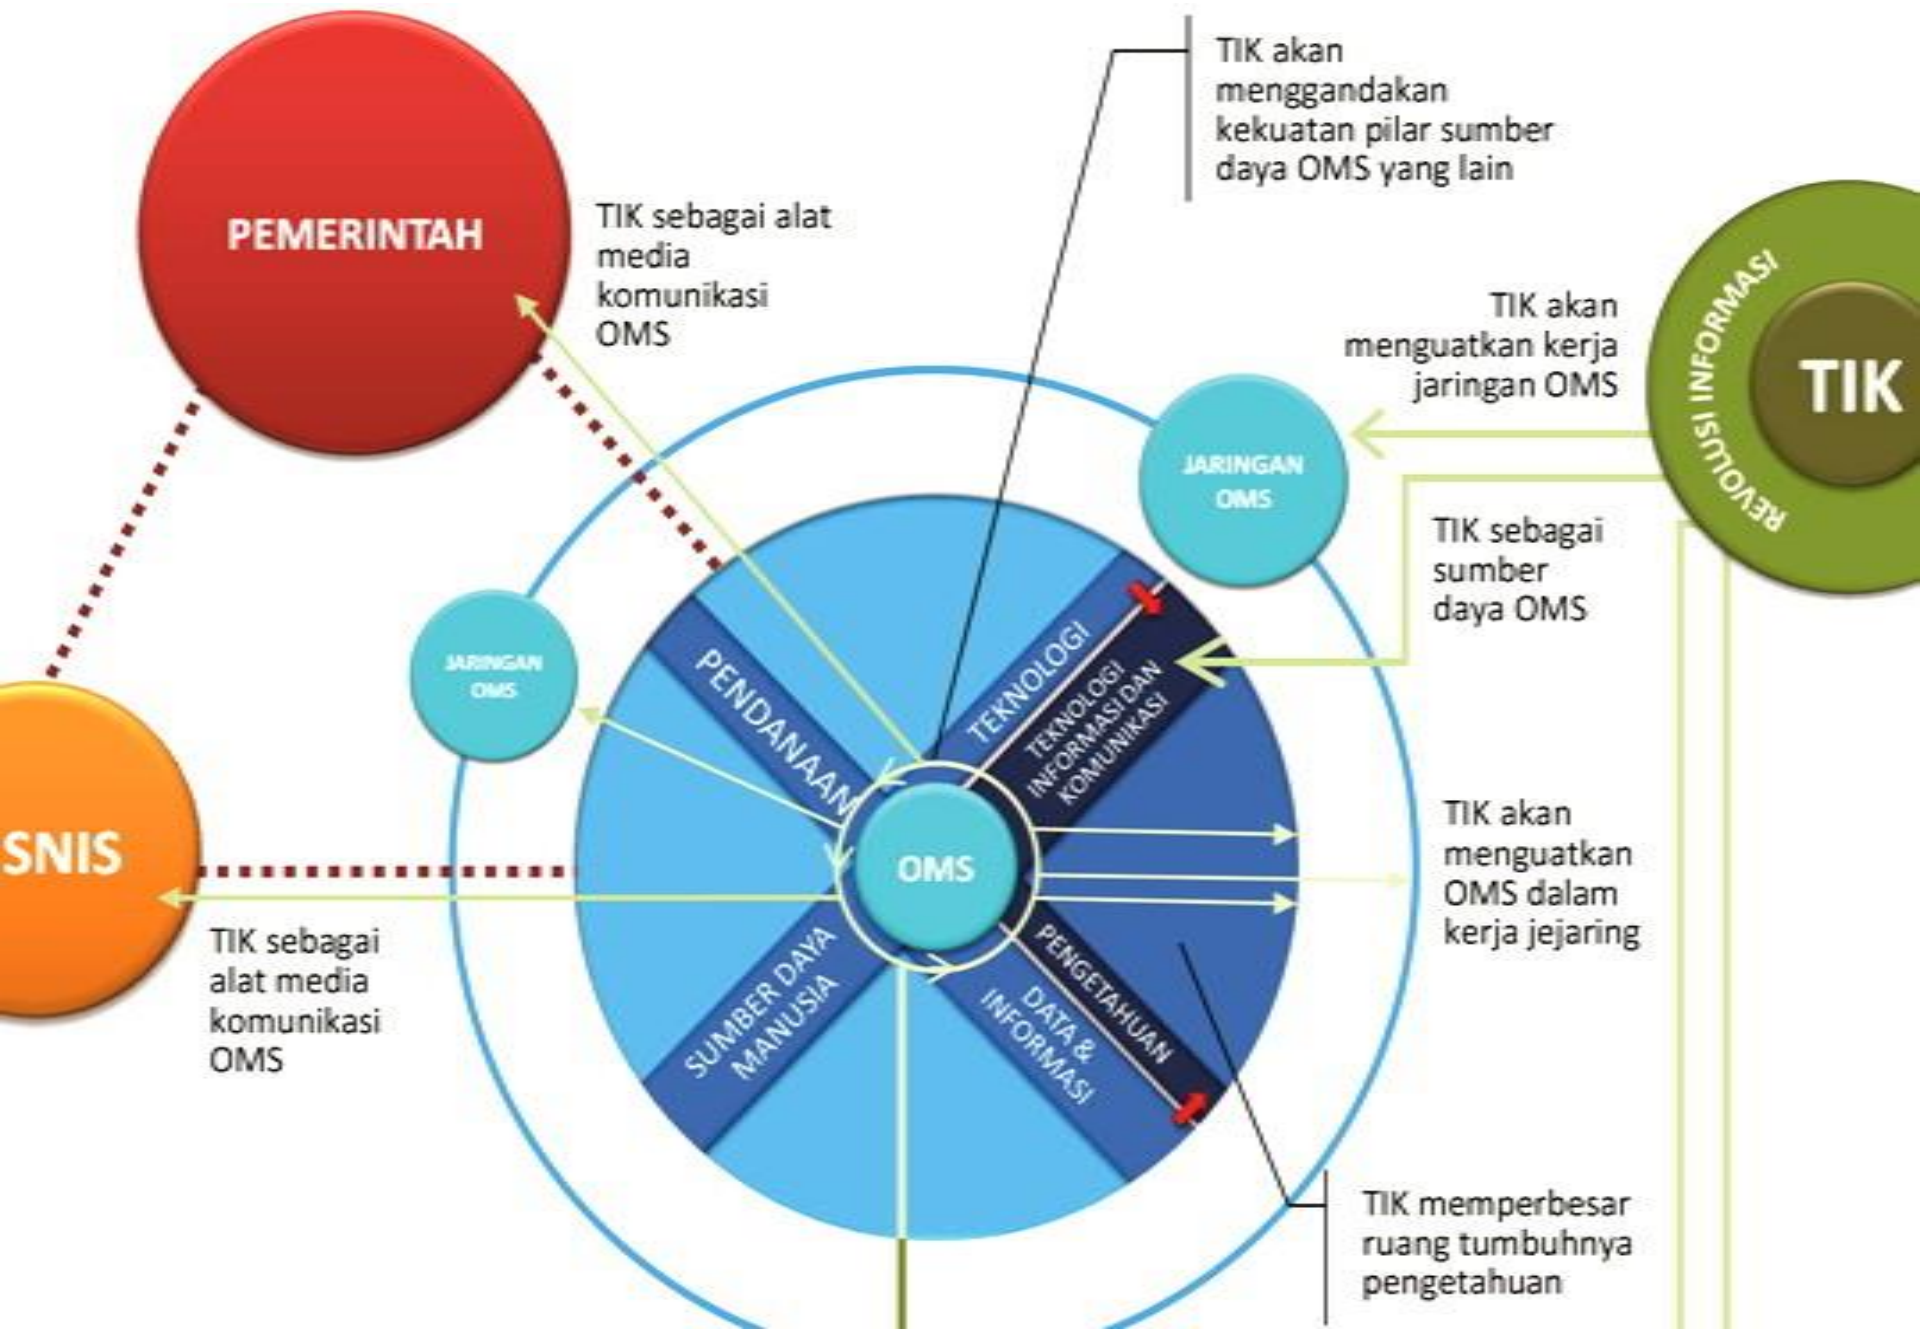 TIK akan
menggandakan
kekuatan pilar sumber
daya OMS yang lain
PEMERINTAH
TIK sebagai alat
media
komunikasi
OMS
REVOLUSI INFORMASI
TIK
TIK akan
menguatkan kerja
jaringan OMS
JARINGAN
OMS
TIK sebagai
sumber
daya OMS
JARINGAN
OMS
PENDANAAM
TEKNOLOGI
TEKNOLOGI
INFORMASI DAN
KOMUNIKASI
SNIS
OMS
TIK akan
menguatkan
OMS dalam
kerja jejaring
TIK sebagai
alat media
komunikasi
OMS
SUMBER DAYA
MANUSIA
PENGETAHUAN
DATA &
INFORMASI
TIK memperbesar
ruang tumbuhnya
pengetahuan